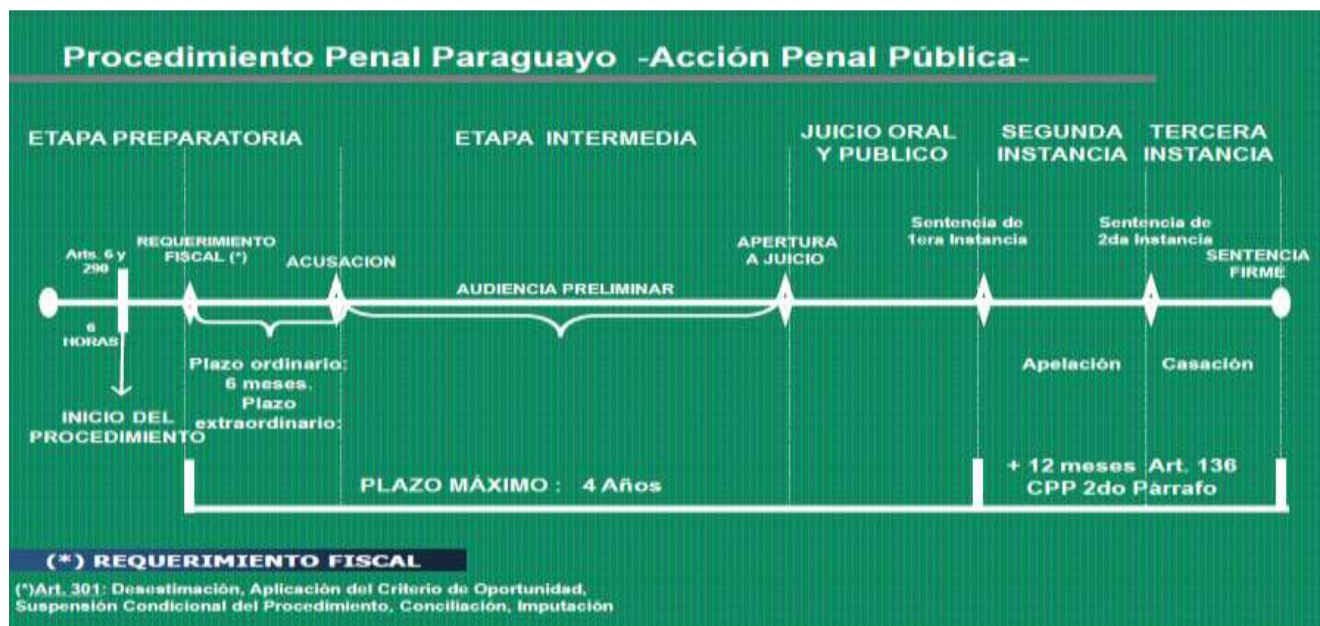 Procedimiento Penal Paraguayo -Acción Penal Pública-
ETAPA PREPARATORIA
ETAPA INTERMEDIA
JUICIO ORAL
Y PUBLICO
SEGUNDA
INSTANCIA
TERCERA
INSTANCIA
Arts. 6 y
290
REQUERIMIENTO
FISCAL (*)
ACUSACION
AUDIENCIA PRELIMINAR
APERTURA
A JUICIO
Sentencia de
1era Instancia
Sentencia de
2da Instancia
SENTENCIA
FIRME
6
HORAS
INICIO DEL
PROCEDIMIENTO
Plazo ordinario:
6 meses.
Plazo
extraordinario:
Apelación
Casación
PLAZO MÁXIMO : 4 Años
+ 12 meses Art. 136
CPP 2do Párrafo
(*) REQUERIMIENTO FISCAL
(*)Art. 301: Desestimación, Aplicación del Criterio de Oportunidad,
Suspensión Condicional del Procedimiento, Conciliación, Imputación